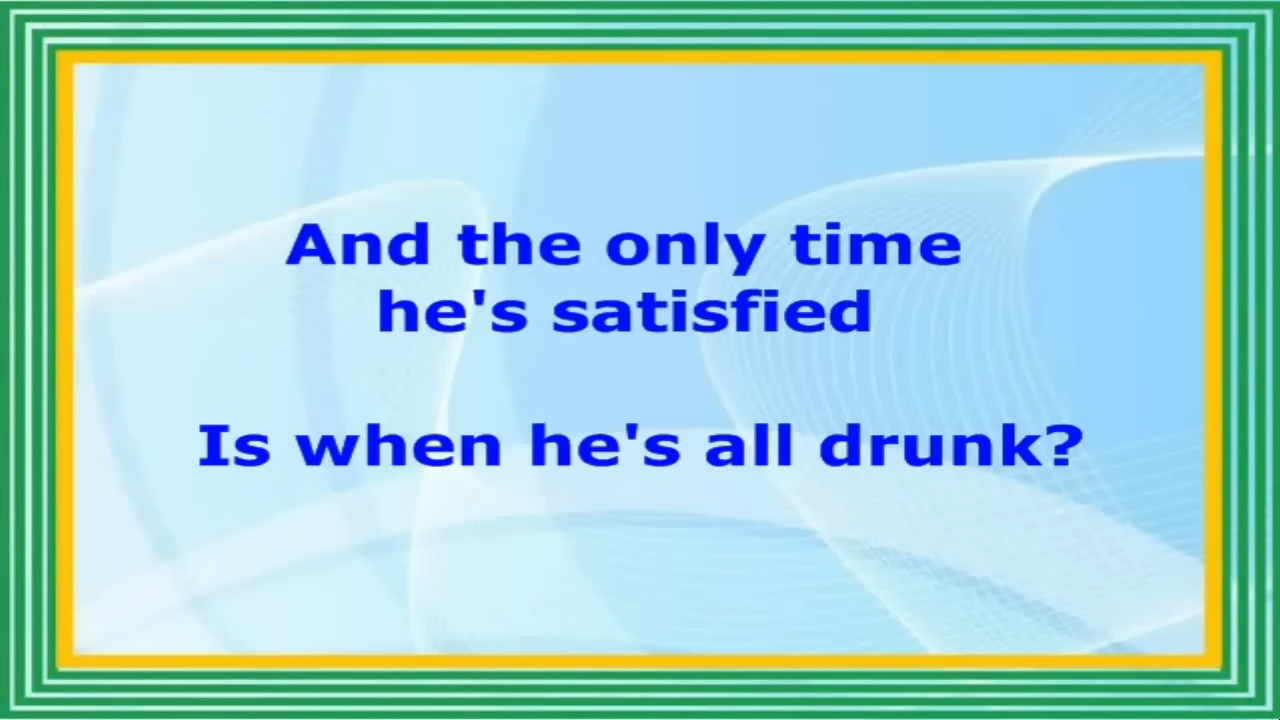 And the only time
he's satisfied
Is when he's all drunk?